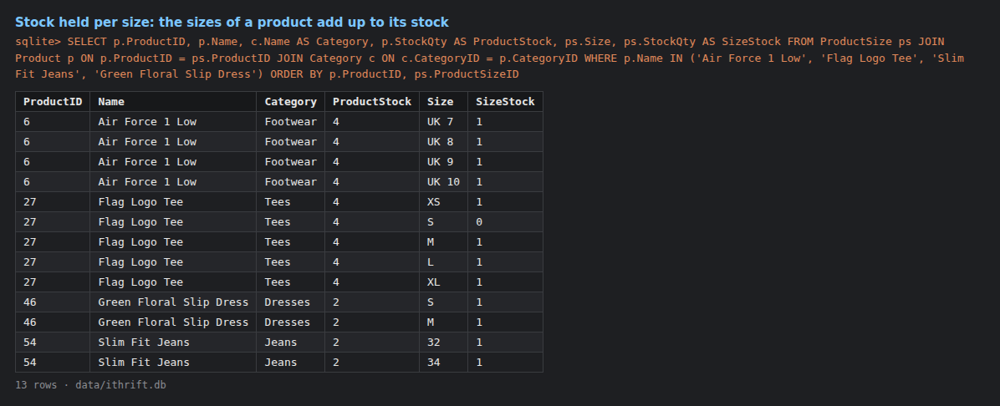 Stock held per size: the sizes of a product add up to its stock
sqlite> SELECT p.ProductID, p.Name, c.Name AS Category, p.StockQty AS ProductStock, ps.Size, ps.StockQty AS SizeStock FROM ProductSize ps JOIN
Product p ON p.ProductID = ps.ProductID JOIN Category c ON c.CategoryID = p.CategoryID WHERE p.Name IN ('Air Force 1 Low', 'Flag Logo Tee', 'Slim
Fit Jeans', 'Green Floral Slip Dress') ORDER BY p.ProductID, ps.ProductSizeID
ProductID Name Category ProductStock Size SizeStock
6 Air Force 1 Low Footwear 4 UK 7 1
6 Air Force 1 Low Footwear 4 UK 8 1
6 Air Force 1 Low Footwear 4 UK 9 1
6 Air Force 1 Low Footwear 4 UK 10 1
27 Flag Logo Tee Tees 4 XS 1
27 Flag Logo Tee Tees 4 S 0
27 Flag Logo Tee Tees 4 M 1
27 Flag Logo Tee Tees 4 L 1
27 Flag Logo Tee Tees 4 XL 1
46 Green Floral Slip Dress Dresses 2 S 1
46 Green Floral Slip Dress Dresses 2 M 1
54 Slim Fit Jeans Jeans 2 32 1
54 Slim Fit Jeans Jeans 2 34 1
13 rows · data/ithrift.db